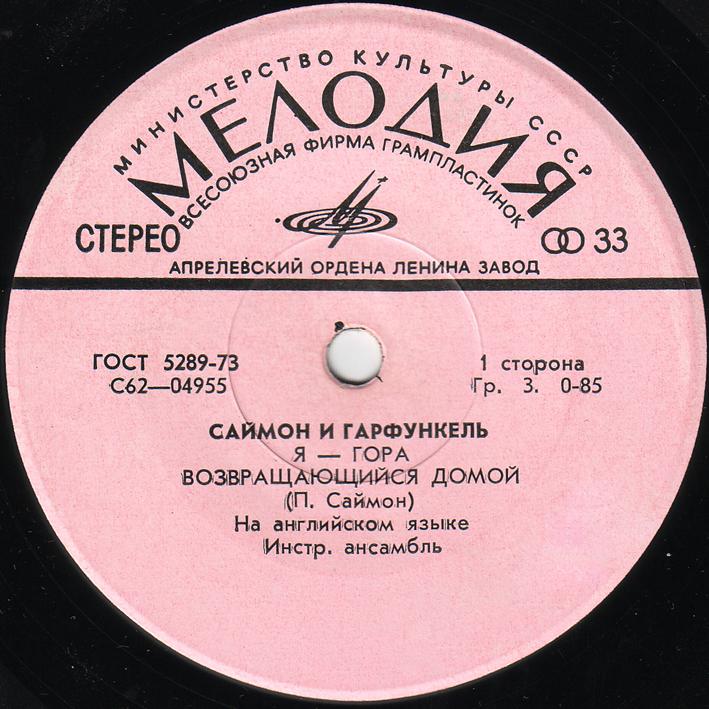 МИНИСТЕРСТВО КУЛЬТУРЫ СССР
МЕЛОДИЯ
ВСЕСОЮЗНАЯ ФИРМА ГРАМПЛАСТИНОК
СТЕРЕО
33
АПРЕЛЕВСКИЙ ОРДЕНА ЛЕНИНА ЗАВОД
ГОСТ 5289-73
1 сторона
С62—04955
Гр. 3. 0-85
САЙМОН И ГАРФУНКЕЛЬ
Я — ГОРА
ВОЗВРАЩАЮЩИЙСЯ ДОМОЙ
(П. Саймон)
На английском языке
Инстр. ансамбль